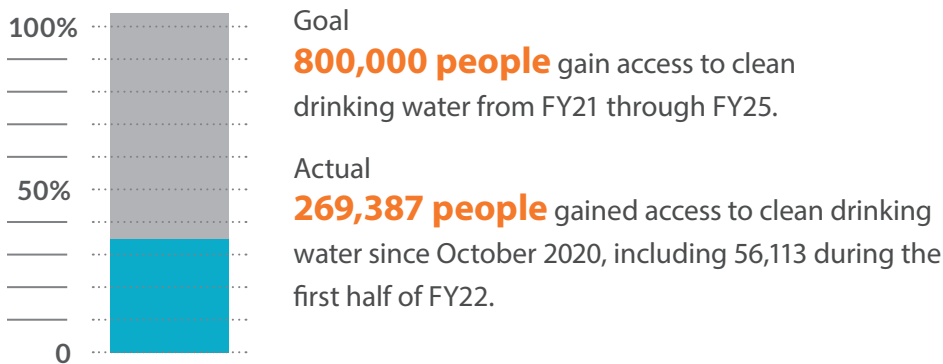 100%
50%
0
Goal
800,000 people gain access to clean
drinking water from FY21 through FY25.
Actual
269,387 people gained access to clean drinking
water since October 2020, including 56,113 during the
first half of FY22.